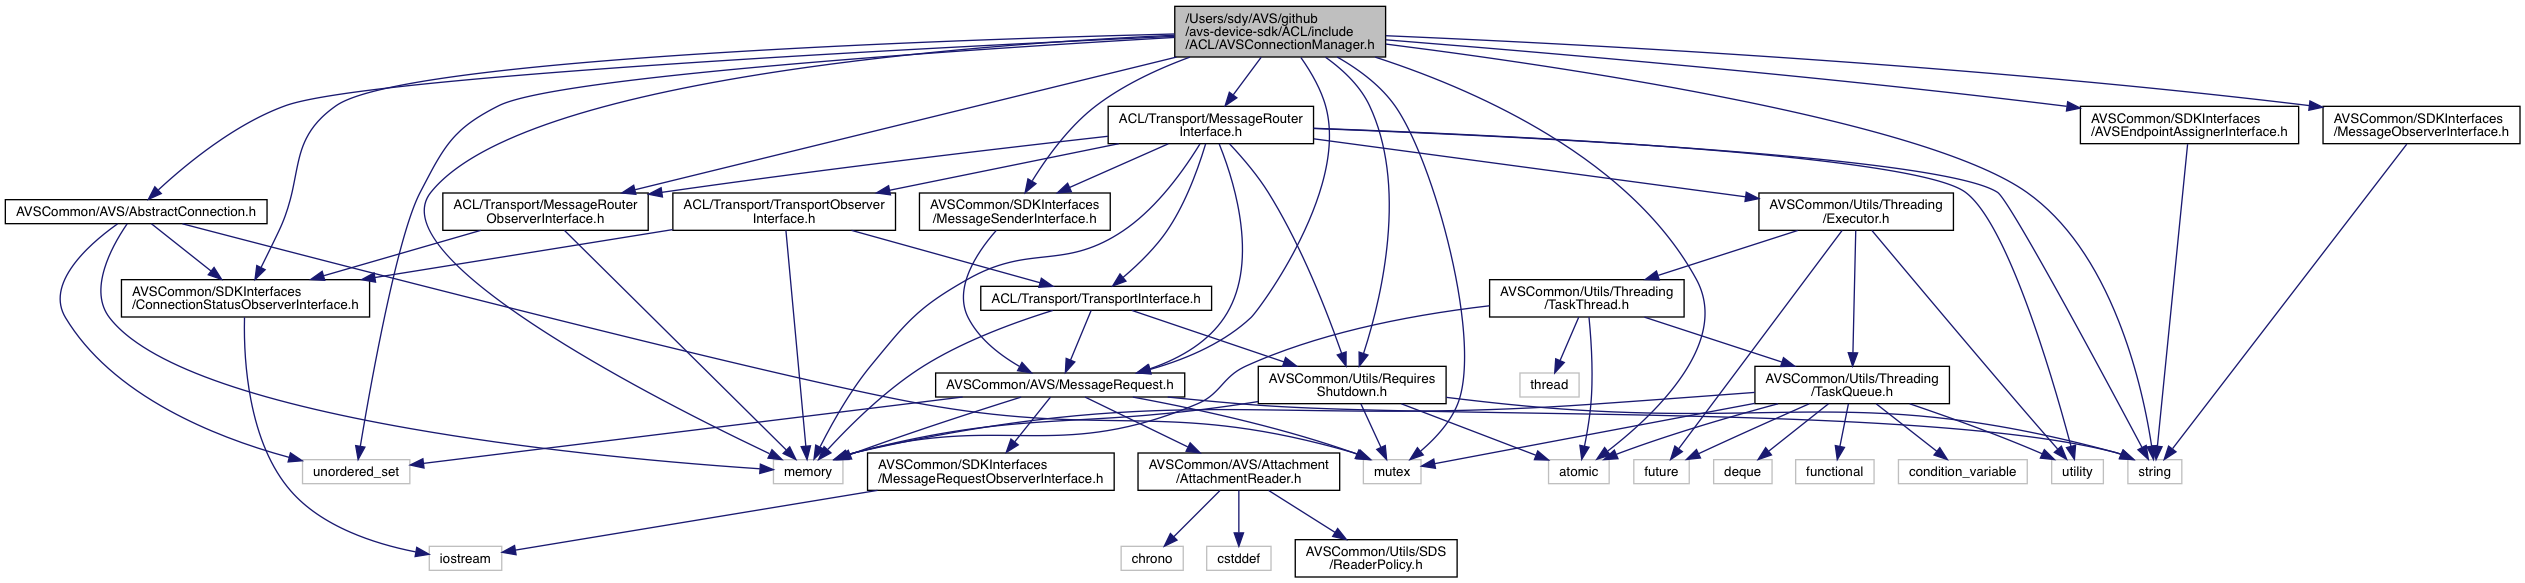 /Users/sdy/AVS/github
/avs-device-sdk/ACL/include
/ACL/AVSConnectionManager.h
ACL/Transport/MessageRouter
Interface.h
AVSCommon/SDKInterfaces
/AVSEndpointAssignerInterface.h
AVSCommon/SDKInterfaces
/MessageObserverInterface.h
AVSCommon/AVS/AbstractConnection.h
ACL/Transport/MessageRouter
ObserverInterface.h
ACL/Transport/TransportObserver
Interface.h
AVSCommon/SDKInterfaces
/MessageSenderInterface.h
AVSCommon/Utils/Threading
/Executor.h
AVSCommon/SDKInterfaces
/ConnectionStatusObserverInterface.h
ACL/Transport/TransportInterface.h
AVSCommon/Utils/Threading
/TaskThread.h
AVSCommon/AVS/MessageRequest.h
AVSCommon/Utils/Requires
Shutdown.h
thread
AVSCommon/Utils/Threading
/TaskQueue.h
unordered_set
memory
AVSCommon/SDKInterfaces
/MessageRequestObserverInterface.h
AVSCommon/AVS/Attachment
/AttachmentReader.h
mutex
atomic
future
deque
functional
condition_variable
utility
string
iostream
chrono
cstddef
AVSCommon/Utils/SDS
/ReaderPolicy.h